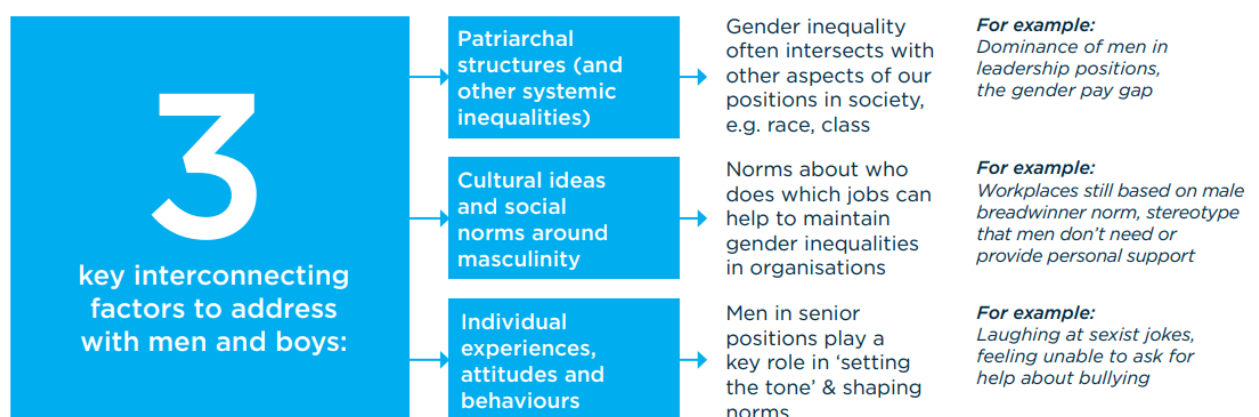 3
key interconnecting
factors to address
with men and boys:
Patriarchal
structures (and
other systemic
inequalities)
Gender inequality
often intersects with
other aspects of our
positions in society,
e.g. race, class
For example:
Dominance of men in
leadership positions,
the gender pay gap
Cultural ideas
and social
norms around
masculinity
Norms about who
does which jobs can
help to maintain
gender inequalities
in organisations
For example:
Workplaces still based on male
breadwinner norm, stereotype
that men don't need or
provide personal support
Individual
experiences,
attitudes and
behaviours
Men in senior
positions play a
key role in 'setting
the tone' & shaping
norms
For example:
Laughing at sexist jokes,
feeling unable to ask for
help about bullying